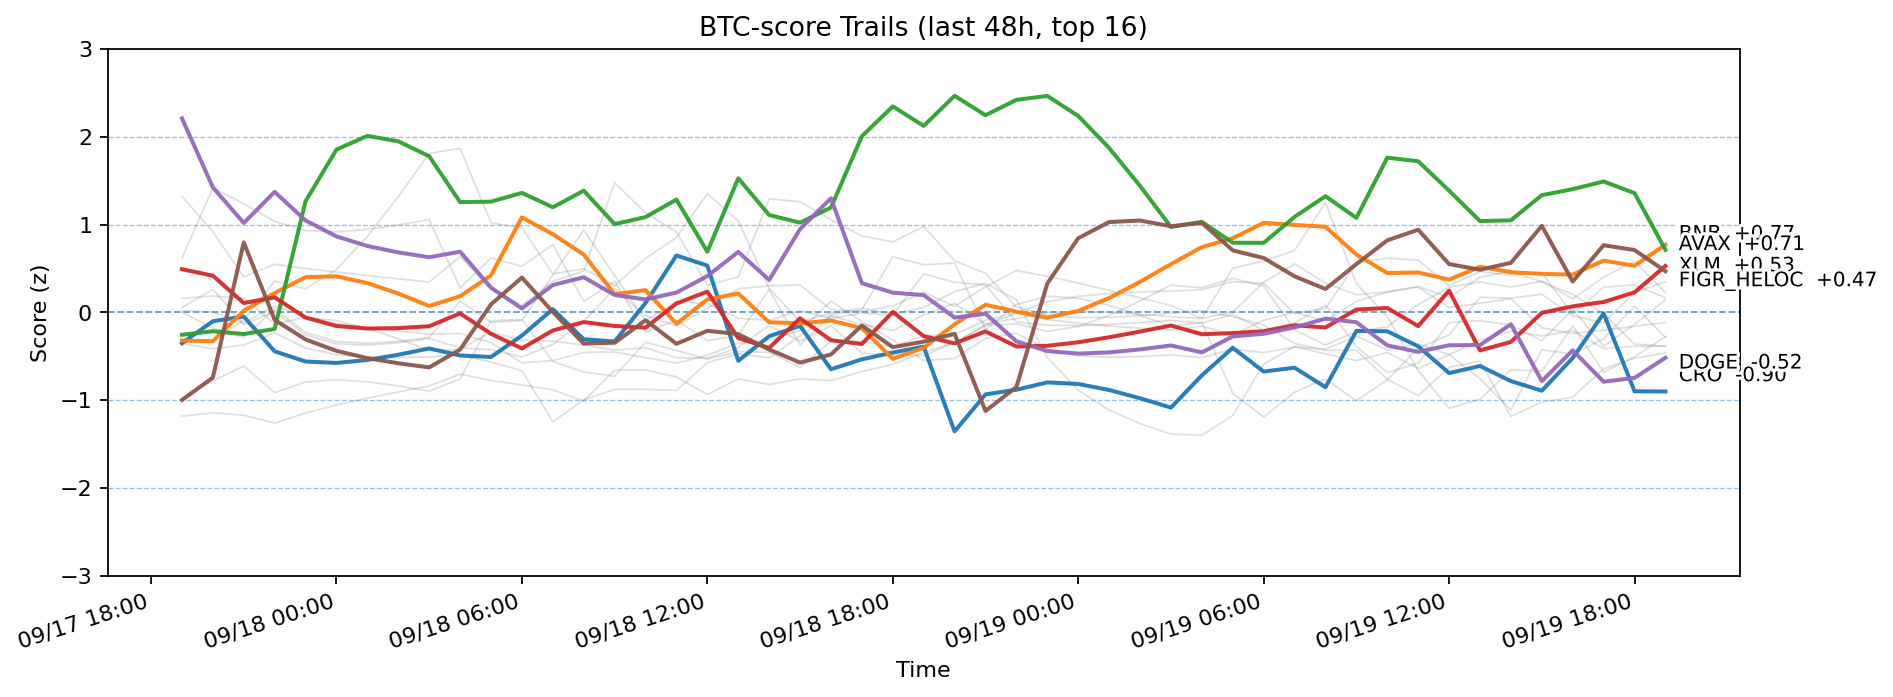 BTC-score Trails (last 48h, top 16)
Score (z)
3
2
1
0
−1
−2
−3
BNB +0.77
AVAX +0.71
XLM +0.53
FIGR_HELOC +0.47
DOGE -0.52
CRO -0.90
09/17 18:00
09/18 00:00
09/18 06:00
09/18 12:00
09/18 18:00
09/19 00:00
09/19 06:00
09/19 12:00
09/19 18:00
Time